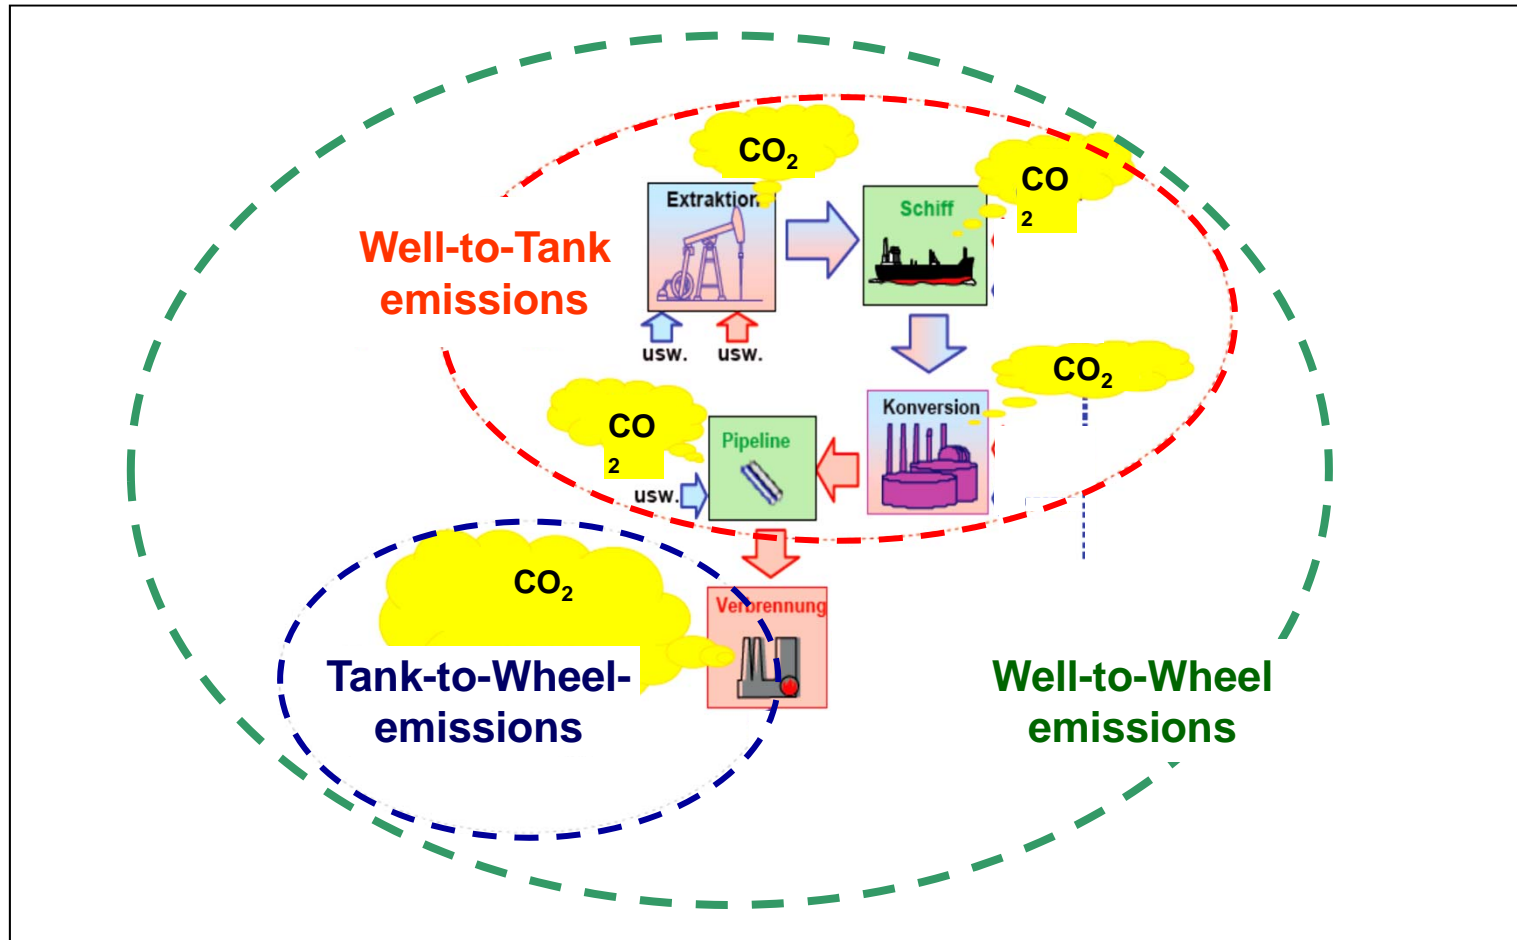 CO2
CO
2
Extraktion
Schiff
Well-to-Tank
emissions
usw. usw.
CO2
Konversion
CO
2
Pipeline
usw.
CO2
Verbrennung
Tank-to-Wheel-
emissions
Well-to-Wheel
emissions